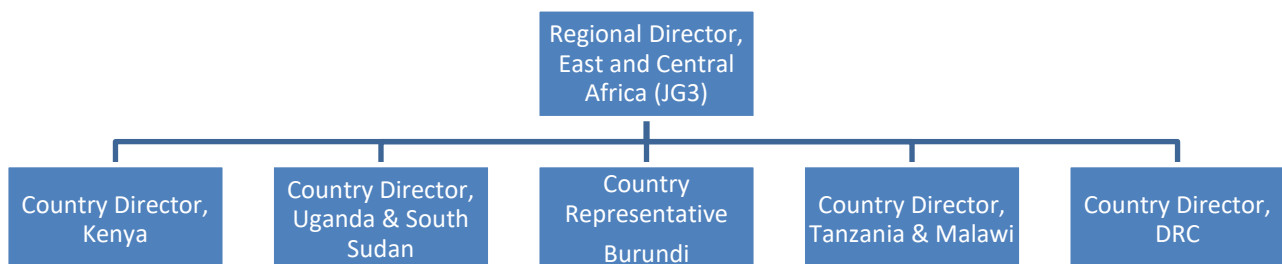 Regional Director,
East and Central
Africa (JG3)
Country Director,
Kenya
Country Director,
Uganda & South
Sudan
Country
Representative
Burundi
Country Director,
Tanzania & Malawi
Country Director,
DRC